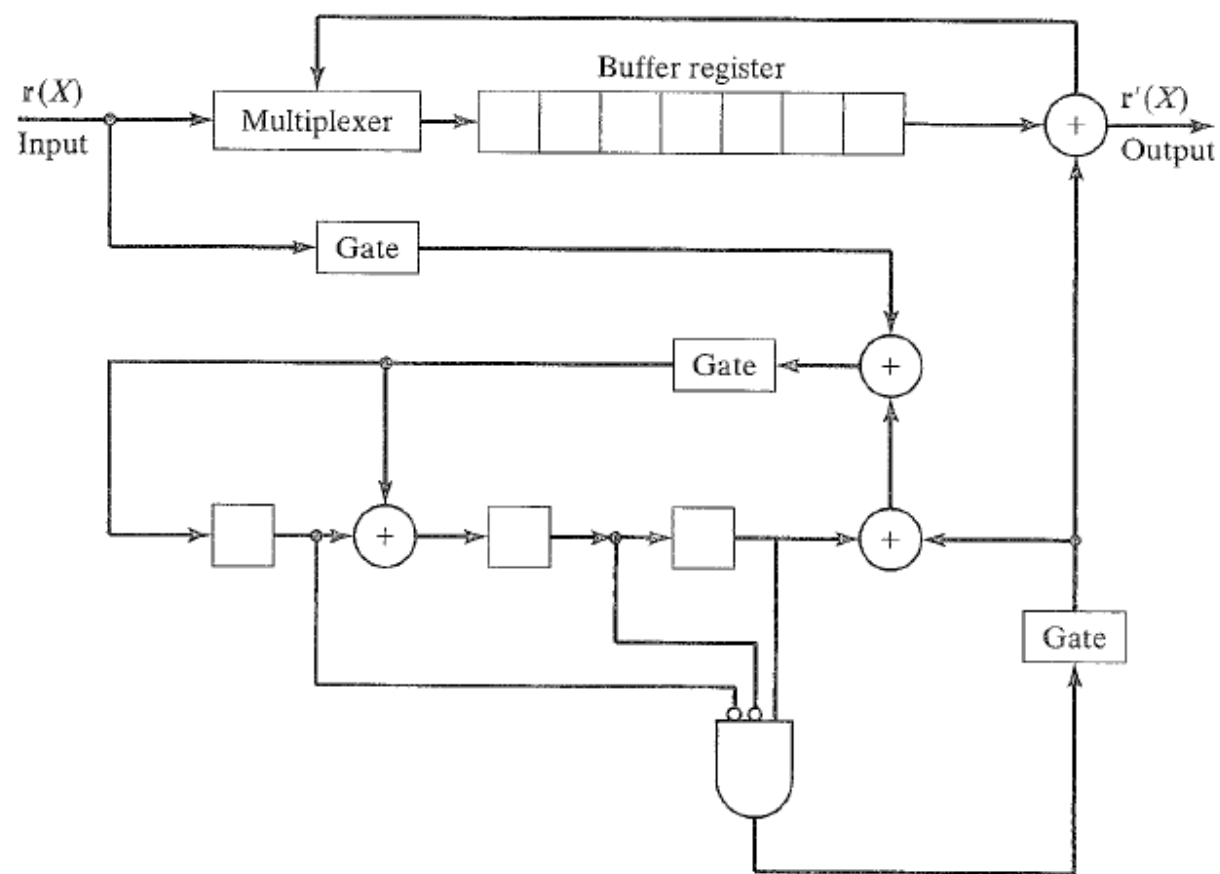 Buffer register
r(X)
Input
Multiplexer
+
r′(X)
Output
Gate
Gate
+
+
+
Gate